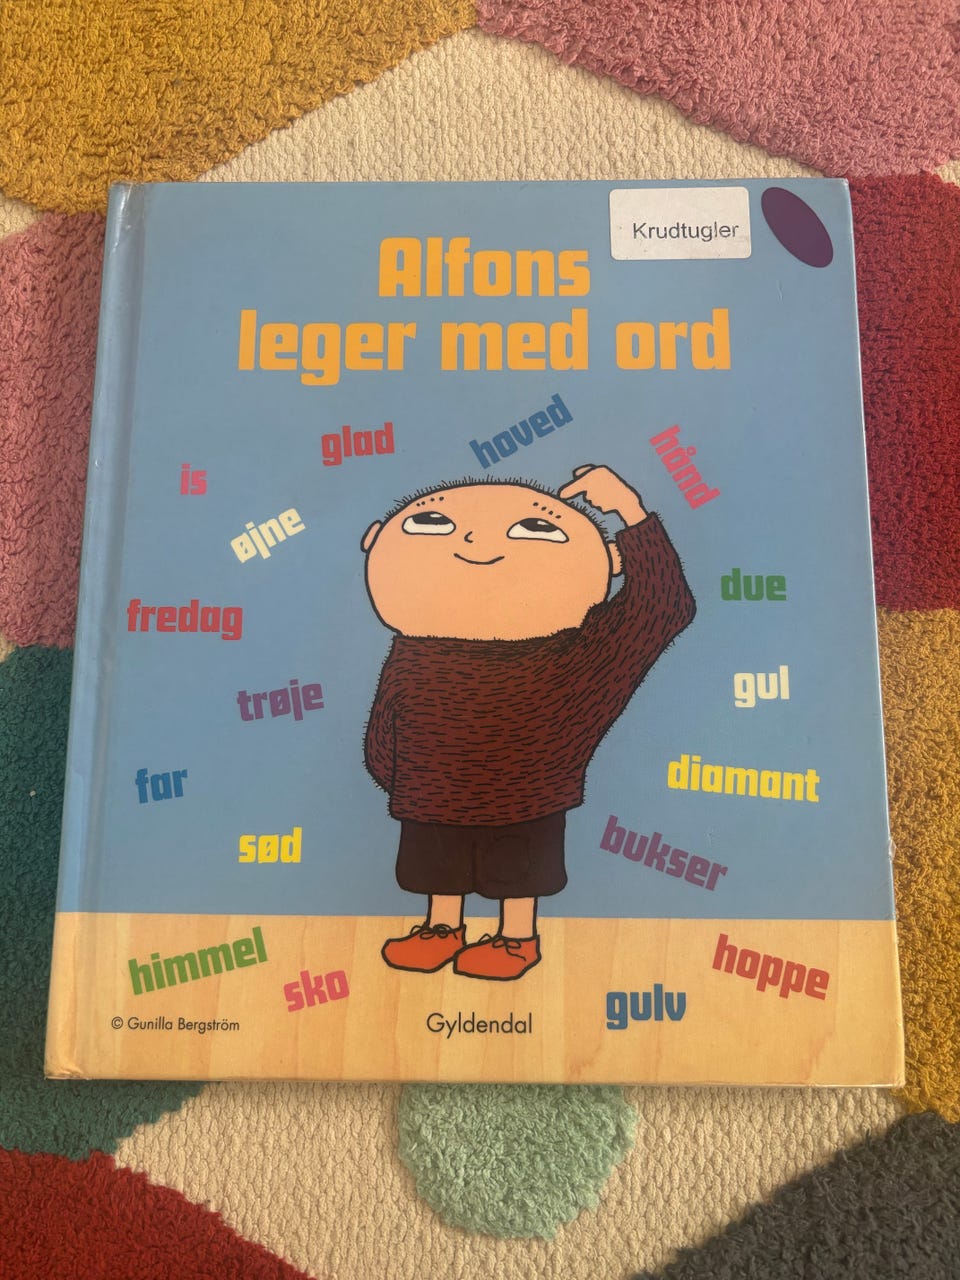 Krudtugler
Alfons
leger med ord
glad
hoved
hånd
is
øjne
due
fredag
gul
trøje
diamant
far
sød
bukser
himmel
hoppe
sko
gulv
© Gunilla Bergström
Gyldendal